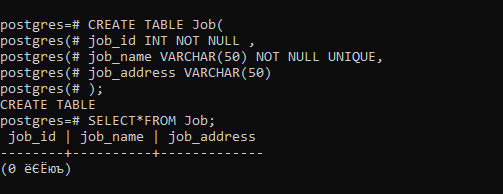 postgres=# CREATE TABLE Job(
postgres(# job_id INT NOT NULL ,
postgres(# job_name VARCHAR(50) NOT NULL UNIQUE,
postgres(# job_address VARCHAR(50)
postgres(# );
CREATE TABLE
postgres=# SELECT*FROM Job;
 job_id | job_name | job_address
--------+----------+-------------
(0 ёЄЁюъ)